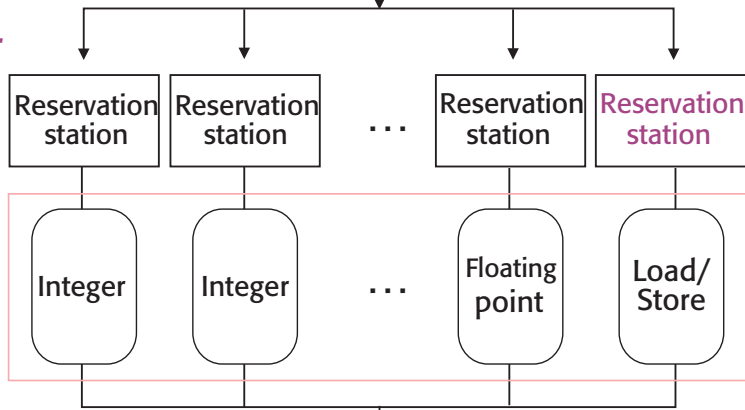 Reservation station
Reservation station
...
Reservation station
Reservation station
Integer
Integer
...
Floating point
Load/ Store